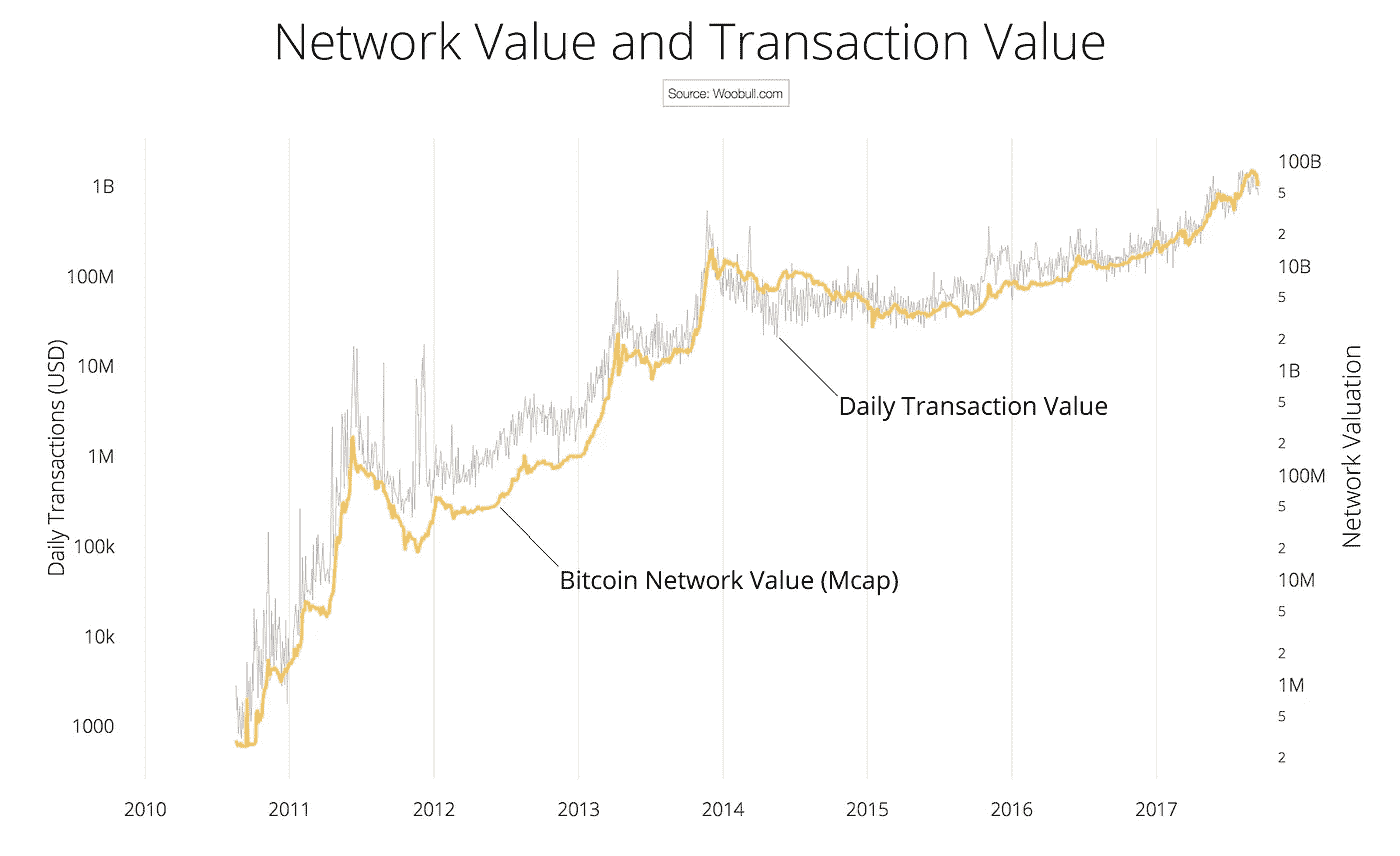 Network Value and Transaction Value
Source: Woobull.com
Daily Transactions (USD)
1B
100M
10M
1M
100k
10k
1000
100B
5
2
10B
5
2
1B
5
2
100M
5
2
10M
5
2
1M
5
2
Network Valuation
Daily Transaction Value
Bitcoin Network Value (Mcap)
2010 2011 2012 2013 2014 2015 2016 2017